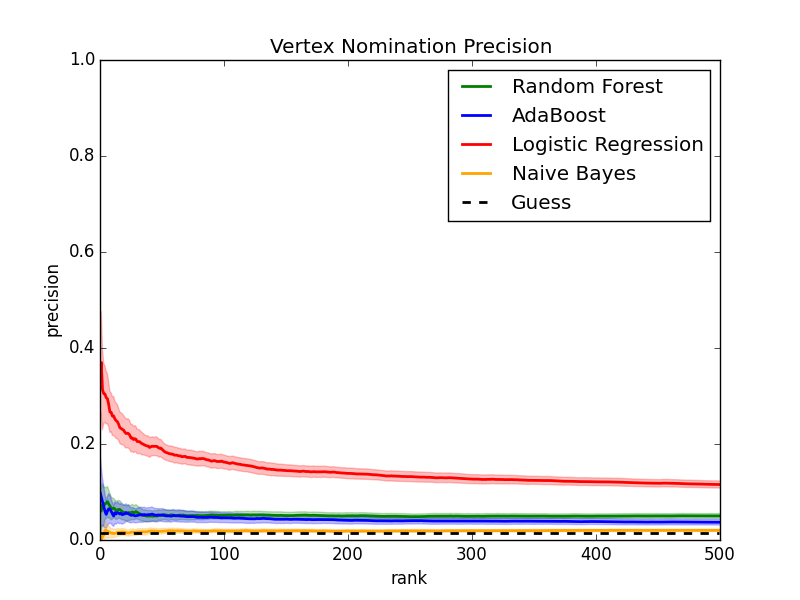 Vertex Nomination Precision
1.0
0.8
0.6
0.4
0.2
0.0
precision
Random Forest
AdaBoost
Logistic Regression
Naive Bayes
Guess
0 100 200 300 400 500
rank